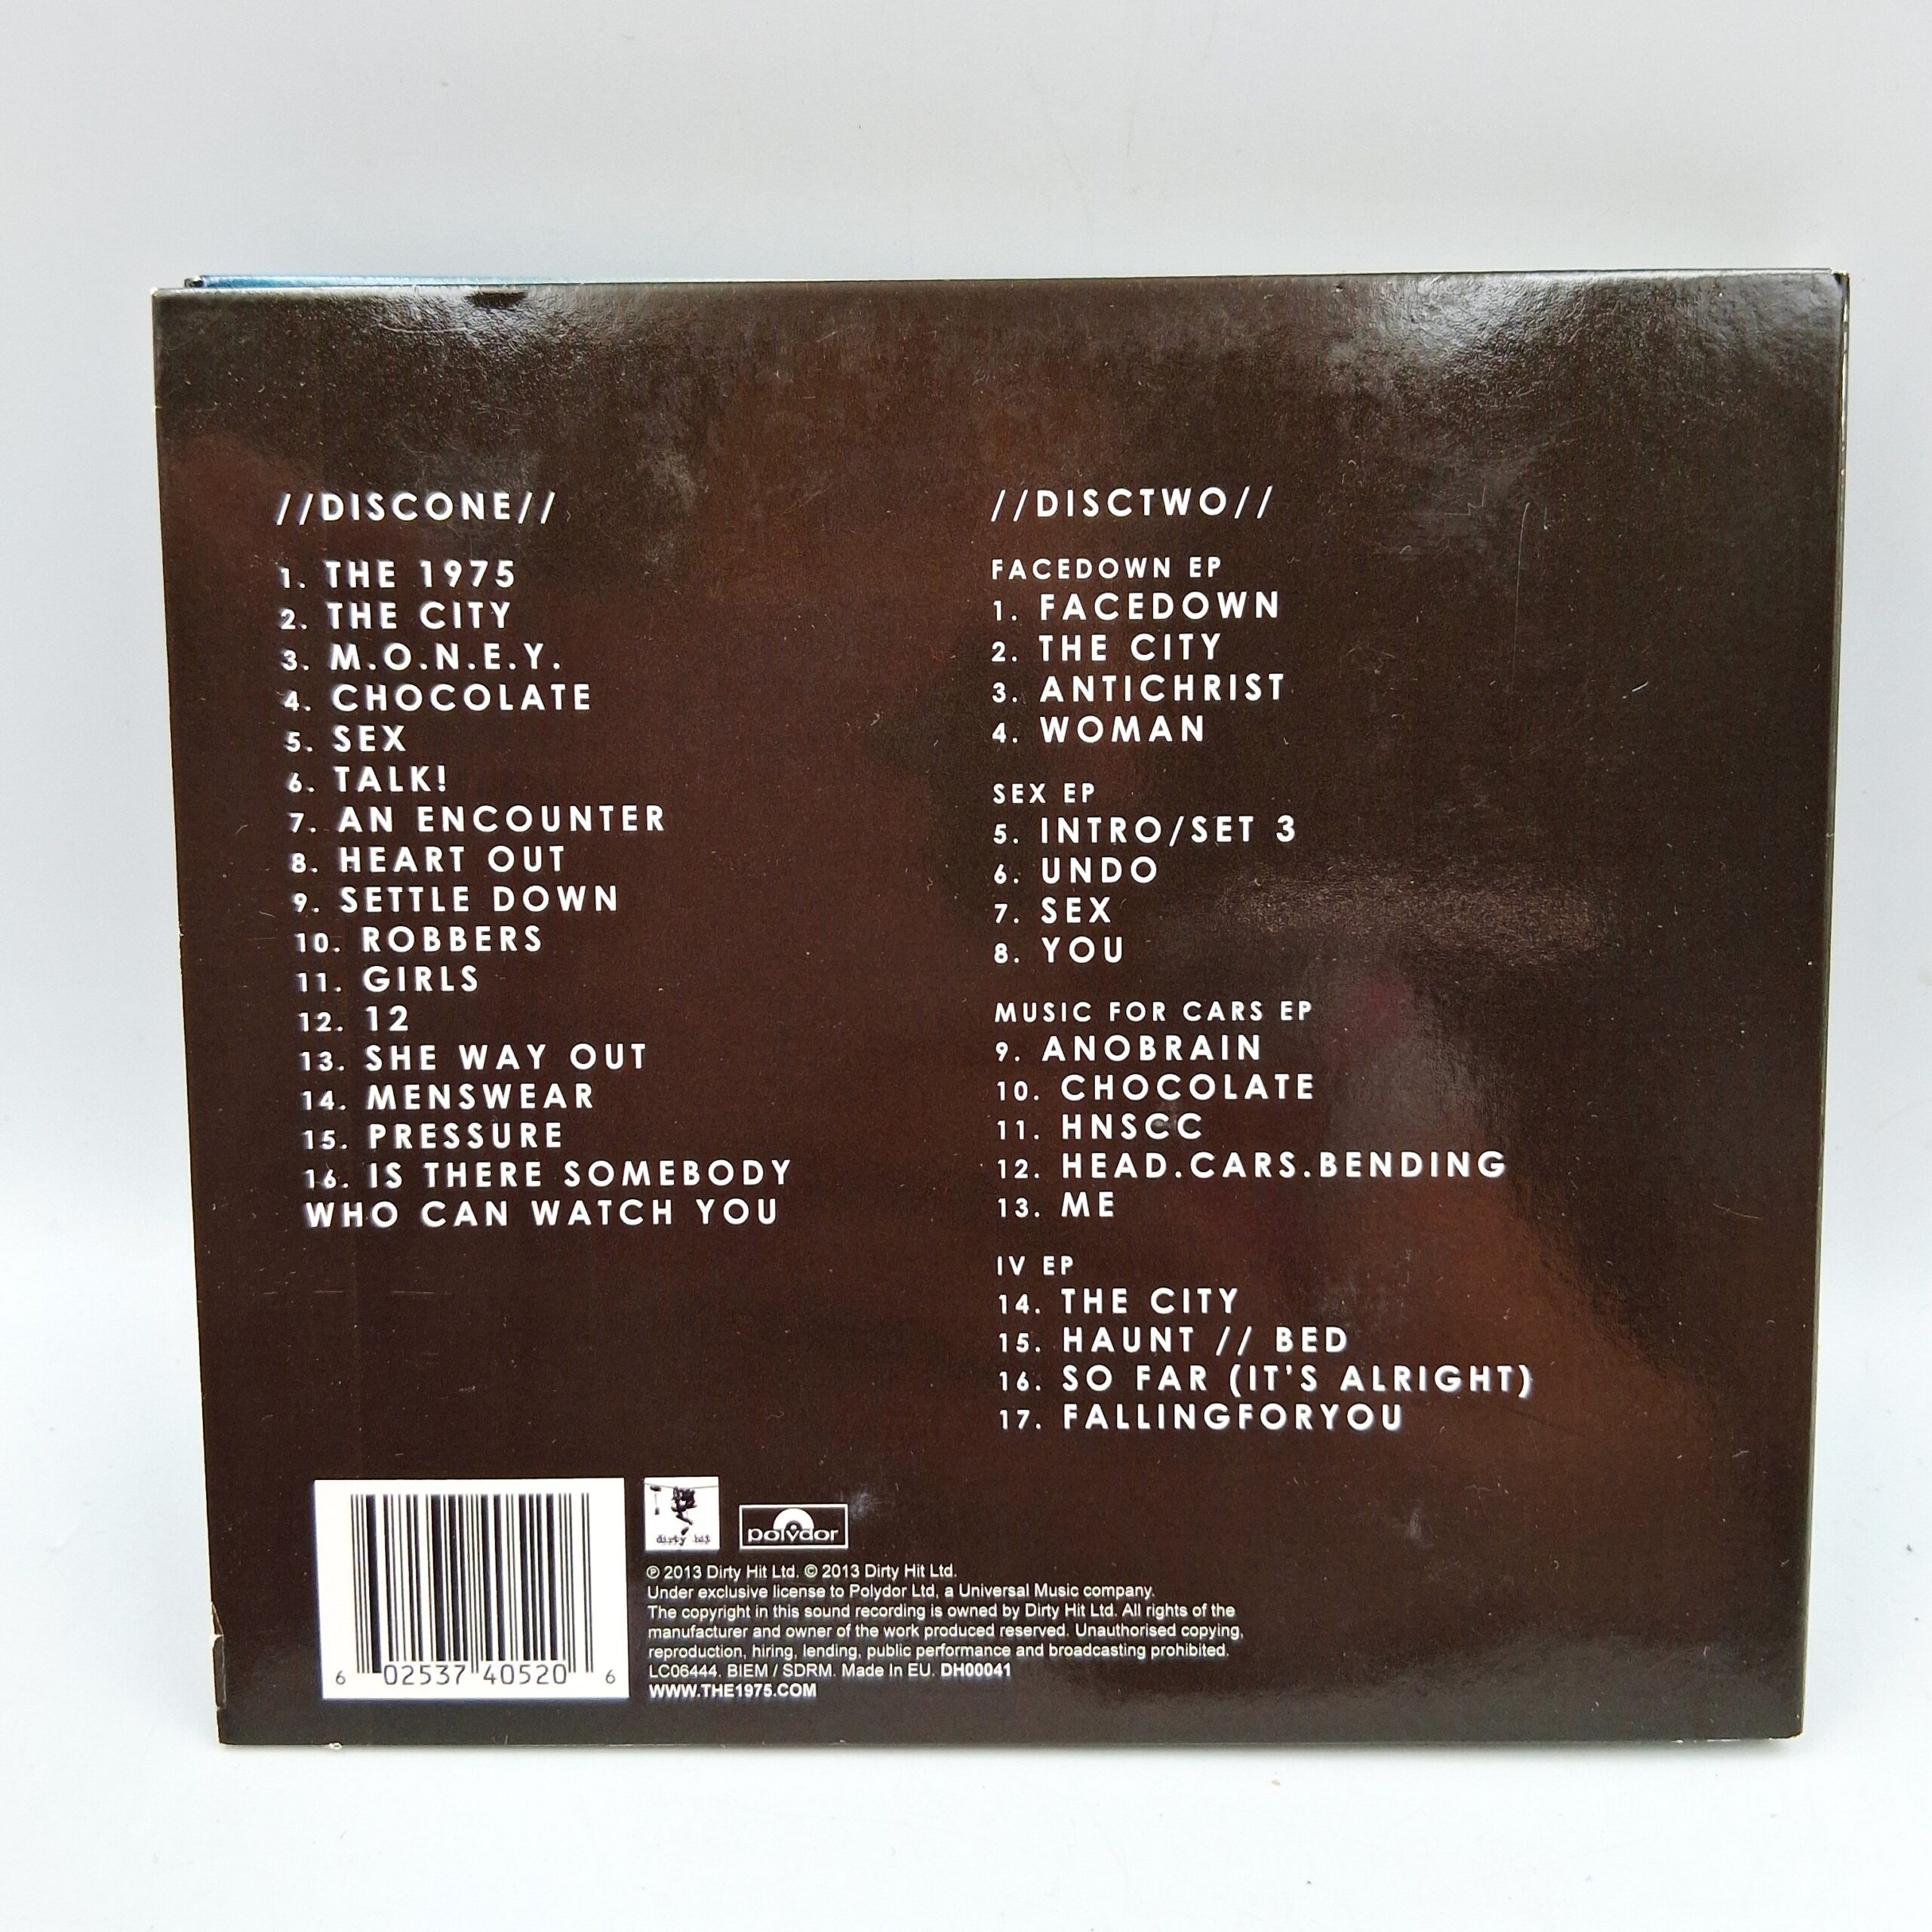 //DISCONE//
1. THE 1975
2. THE CITY
3. M.O.N.E.Y.
4. CHOCOLATE
5. SEX
6. TALK!
7. AN ENCOUNTER
8. HEART OUT
9. SETTLE DOWN
10. ROBBERS
11. GIRLS
12. 12
13. SHE WAY OUT
14. MENSWEAR
15. PRESSURE
16. IS THERE SOMEBODY
WHO CAN WATCH YOU
//DISCTWO//
FACEDOWN EP
1. FACEDOWN
2. THE CITY
3. ANTICHRIST
4. WOMAN
SEX EP
5. INTRO/SET 3
6. UNDO
7. SEX
8. YOU
MUSIC FOR CARS EP
9. ANOBRAIN
10. CHOCOLATE
11. HNSCC
12. HEAD.CARS.BENDING
13. ME
IV EP
14. THE CITY
15. HAUNT // BED
16. SO FAR (IT'S ALRIGHT)
17. FALLINGFORYOU
6 02537 40520 6
dirty hit
polydor
℗ 2013 Dirty Hit Ltd. © 2013 Dirty Hit Ltd.
Under exclusive license to Polydor Ltd, a Universal Music company.
The copyright in this sound recording is owned by Dirty Hit Ltd. All rights of the
manufacturer and owner of the work produced reserved. Unauthorised copying,
reproduction, hiring, lending, public performance and broadcasting prohibited.
LC06444. BIEM / SDRM. Made In EU. DH00041
WWW.THE1975.COM